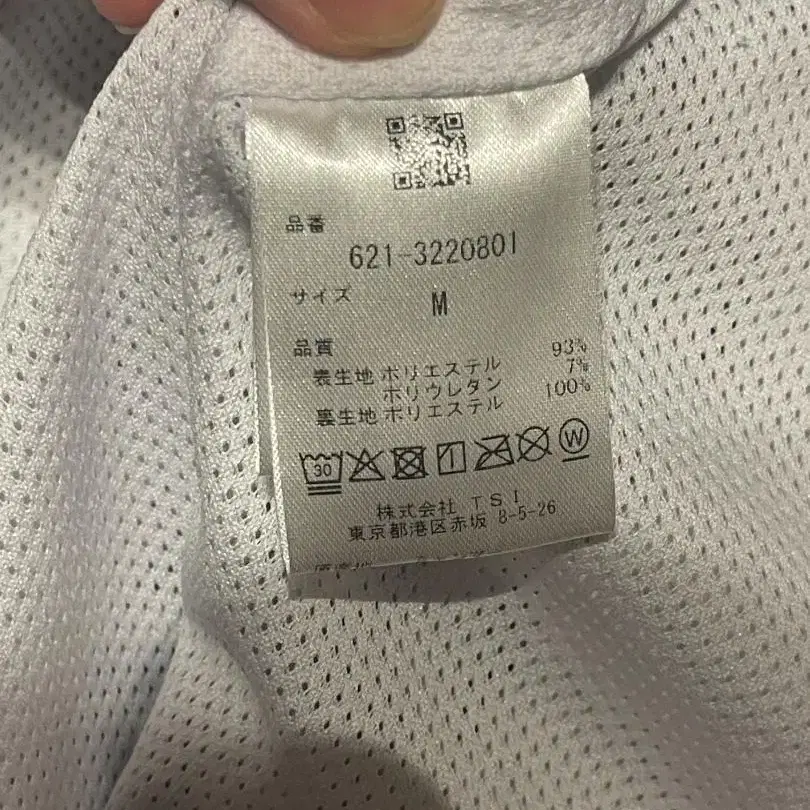 品番
621-3220801
サイズ
M
品質
表生地 ポリエステル 93%
ポリウレタン 7%
裏生地 ポリエステル 100%
30
W
株式会社 TSI
東京都港区赤坂 8-5-26